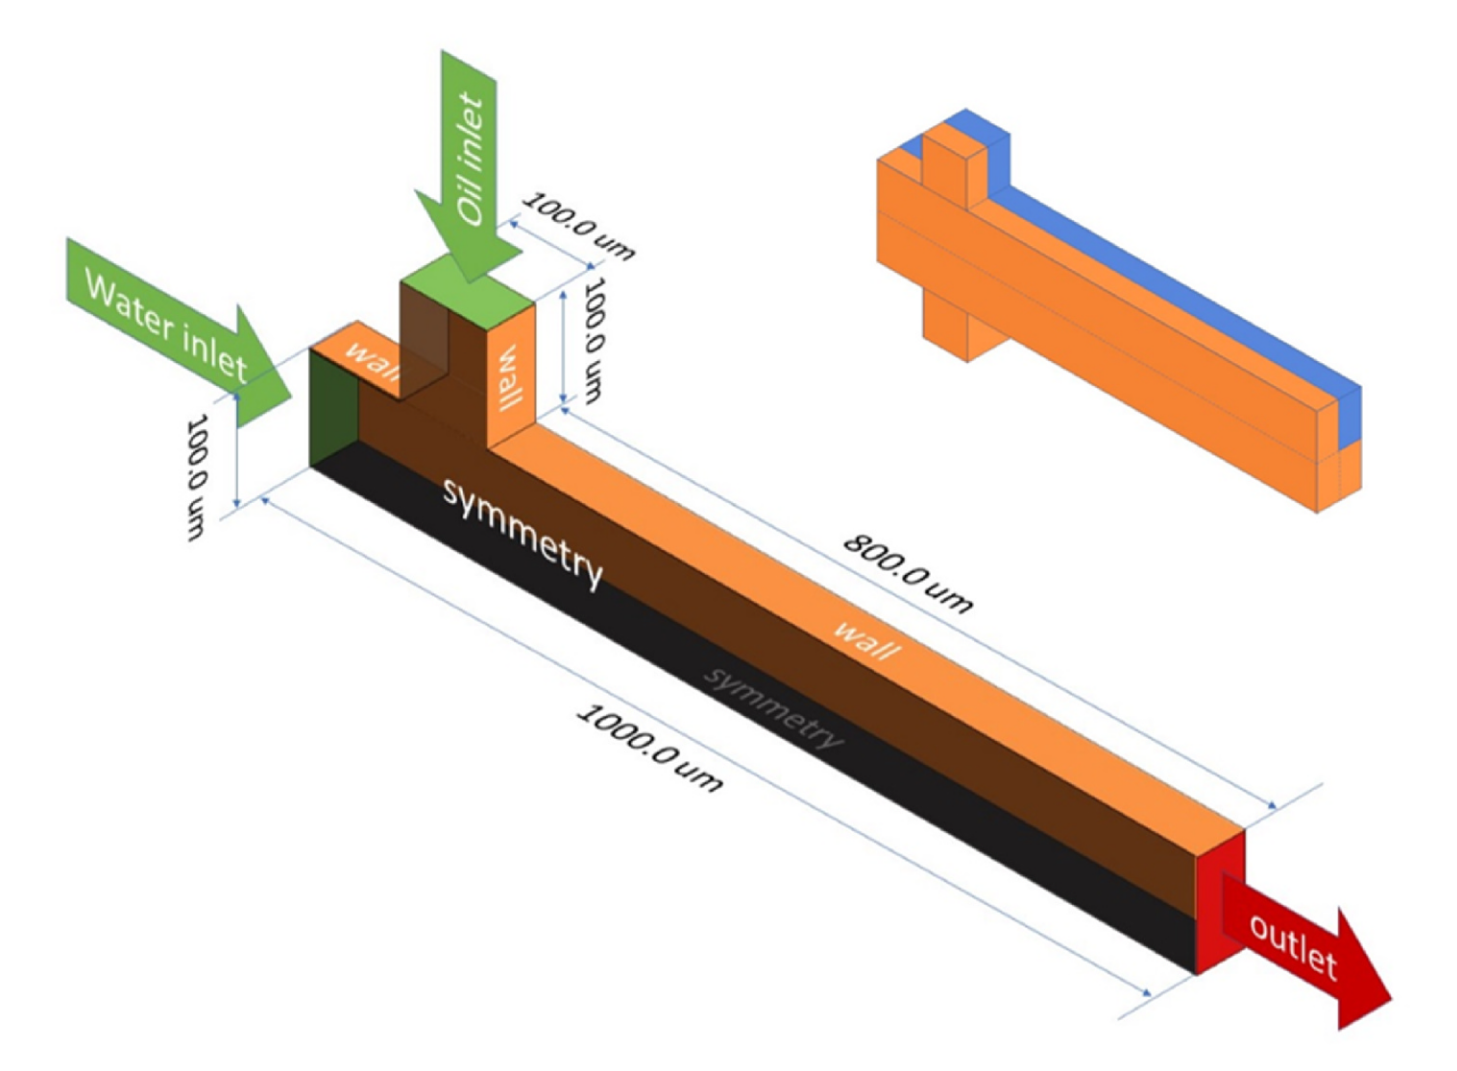 Oil inlet
100.0 um
Water inlet
100.0 um
wall
wall
100.0 um
symmetry
800.0 um
wall
symmetry
1000.0 um
outlet